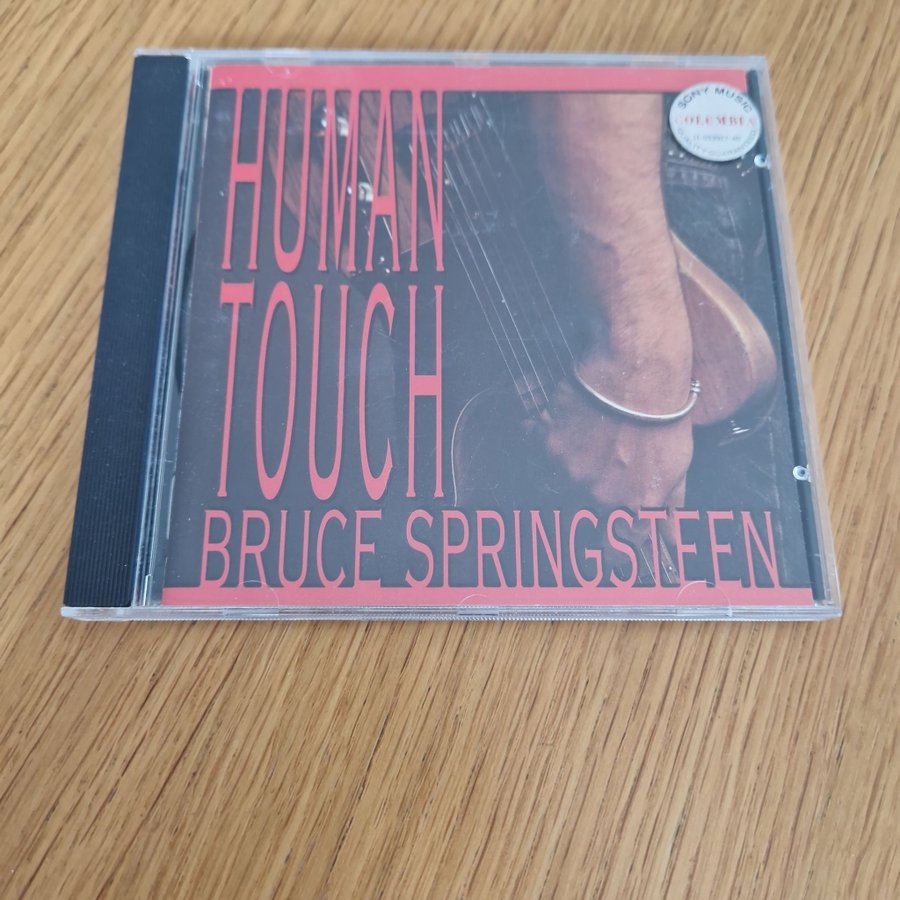 HUMAN
TOUCH
BRUCE SPRINGSTEEN
SONY MUSIC
COLUMBIA